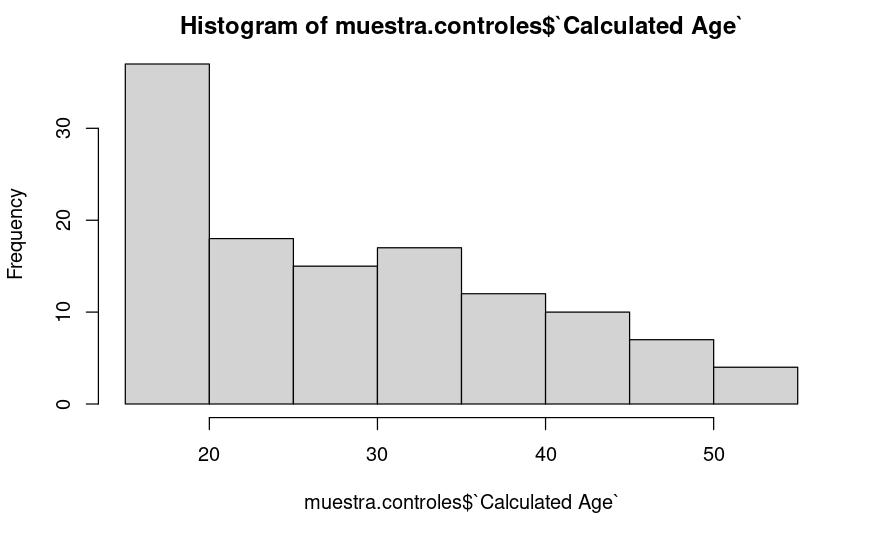 Histogram of muestra.controles$`Calculated Age`
Frequency
30
20
10
0
20 30 40 50
muestra.controles$`Calculated Age`